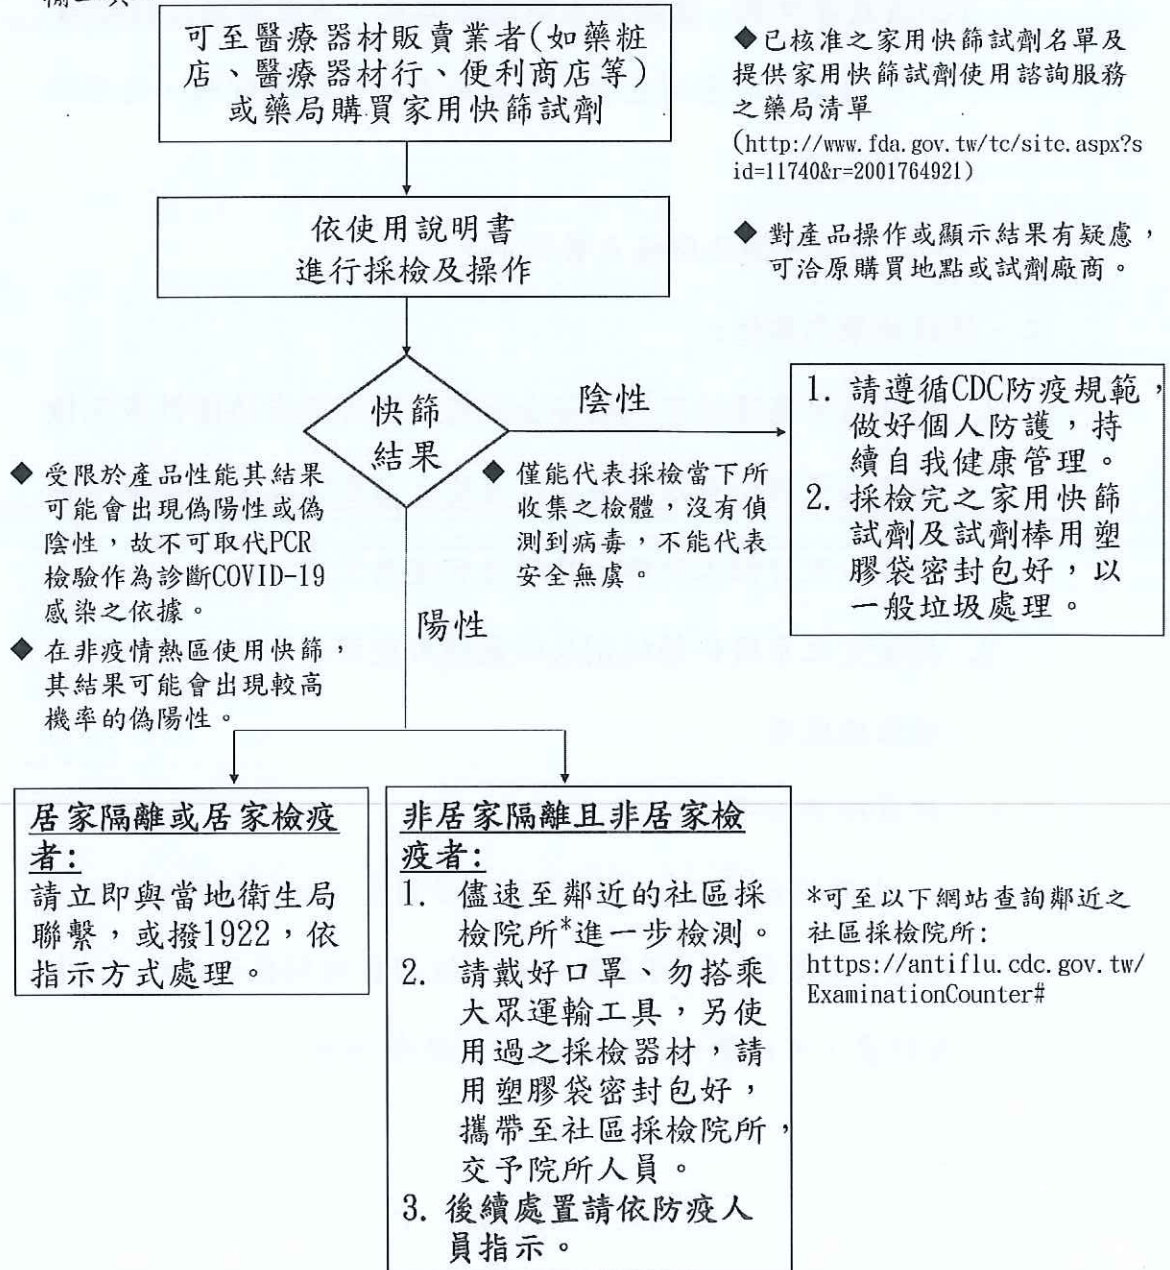 可至醫療器材販賣業者(如藥粧
店、醫療器材行、便利商店等)
或藥局購買家用快篩試劑
◆已核准之家用快篩試劑名單及
提供家用快篩試劑使用諮詢服務
之藥局清單
(http://www.fda.gov.tw/tc/site.aspx?s
id=11740&r=2001764921)
依使用說明書
進行採檢及操作
◆ 對產品操作或顯示結果有疑慮，
可洽原購買地點或試劑廠商。
快篩
結果
陰性
1. 請遵循CDC防疫規範，
做好個人防護，持
續自我健康管理。
2. 採檢完之家用快篩
試劑及試劑棒用塑
膠袋密封包好，以
一般垃圾處理。
◆ 受限於產品性能其結果
可能會出現偽陽性或偽
陰性，故不可取代PCR
檢驗作為診斷COVID-19
感染之依據。
◆ 在非疫情熱區使用快篩，
其結果可能會出現較高
機率的偽陽性。
◆ 僅能代表採檢當下所
收集之檢體，沒有偵
測到病毒，不能代表
安全無虞。
陽性
居家隔離或居家檢疫
者:
請立即與當地衛生局
聯繫，或撥1922，依
指示方式處理。
非居家隔離且非居家檢
疫者:
1. 儘速至鄰近的社區採
檢院所*進一步檢測。
2. 請戴好口罩、勿搭乘
大眾運輸工具，另使
用過之採檢器材，請
用塑膠袋密封包好，
攜帶至社區採檢院所，
交予院所人員。
3. 後續處置請依防疫人
員指示。
*可至以下網站查詢鄰近之
社區採檢院所:
https://antiflu.cdc.gov.tw/
ExaminationCounter#